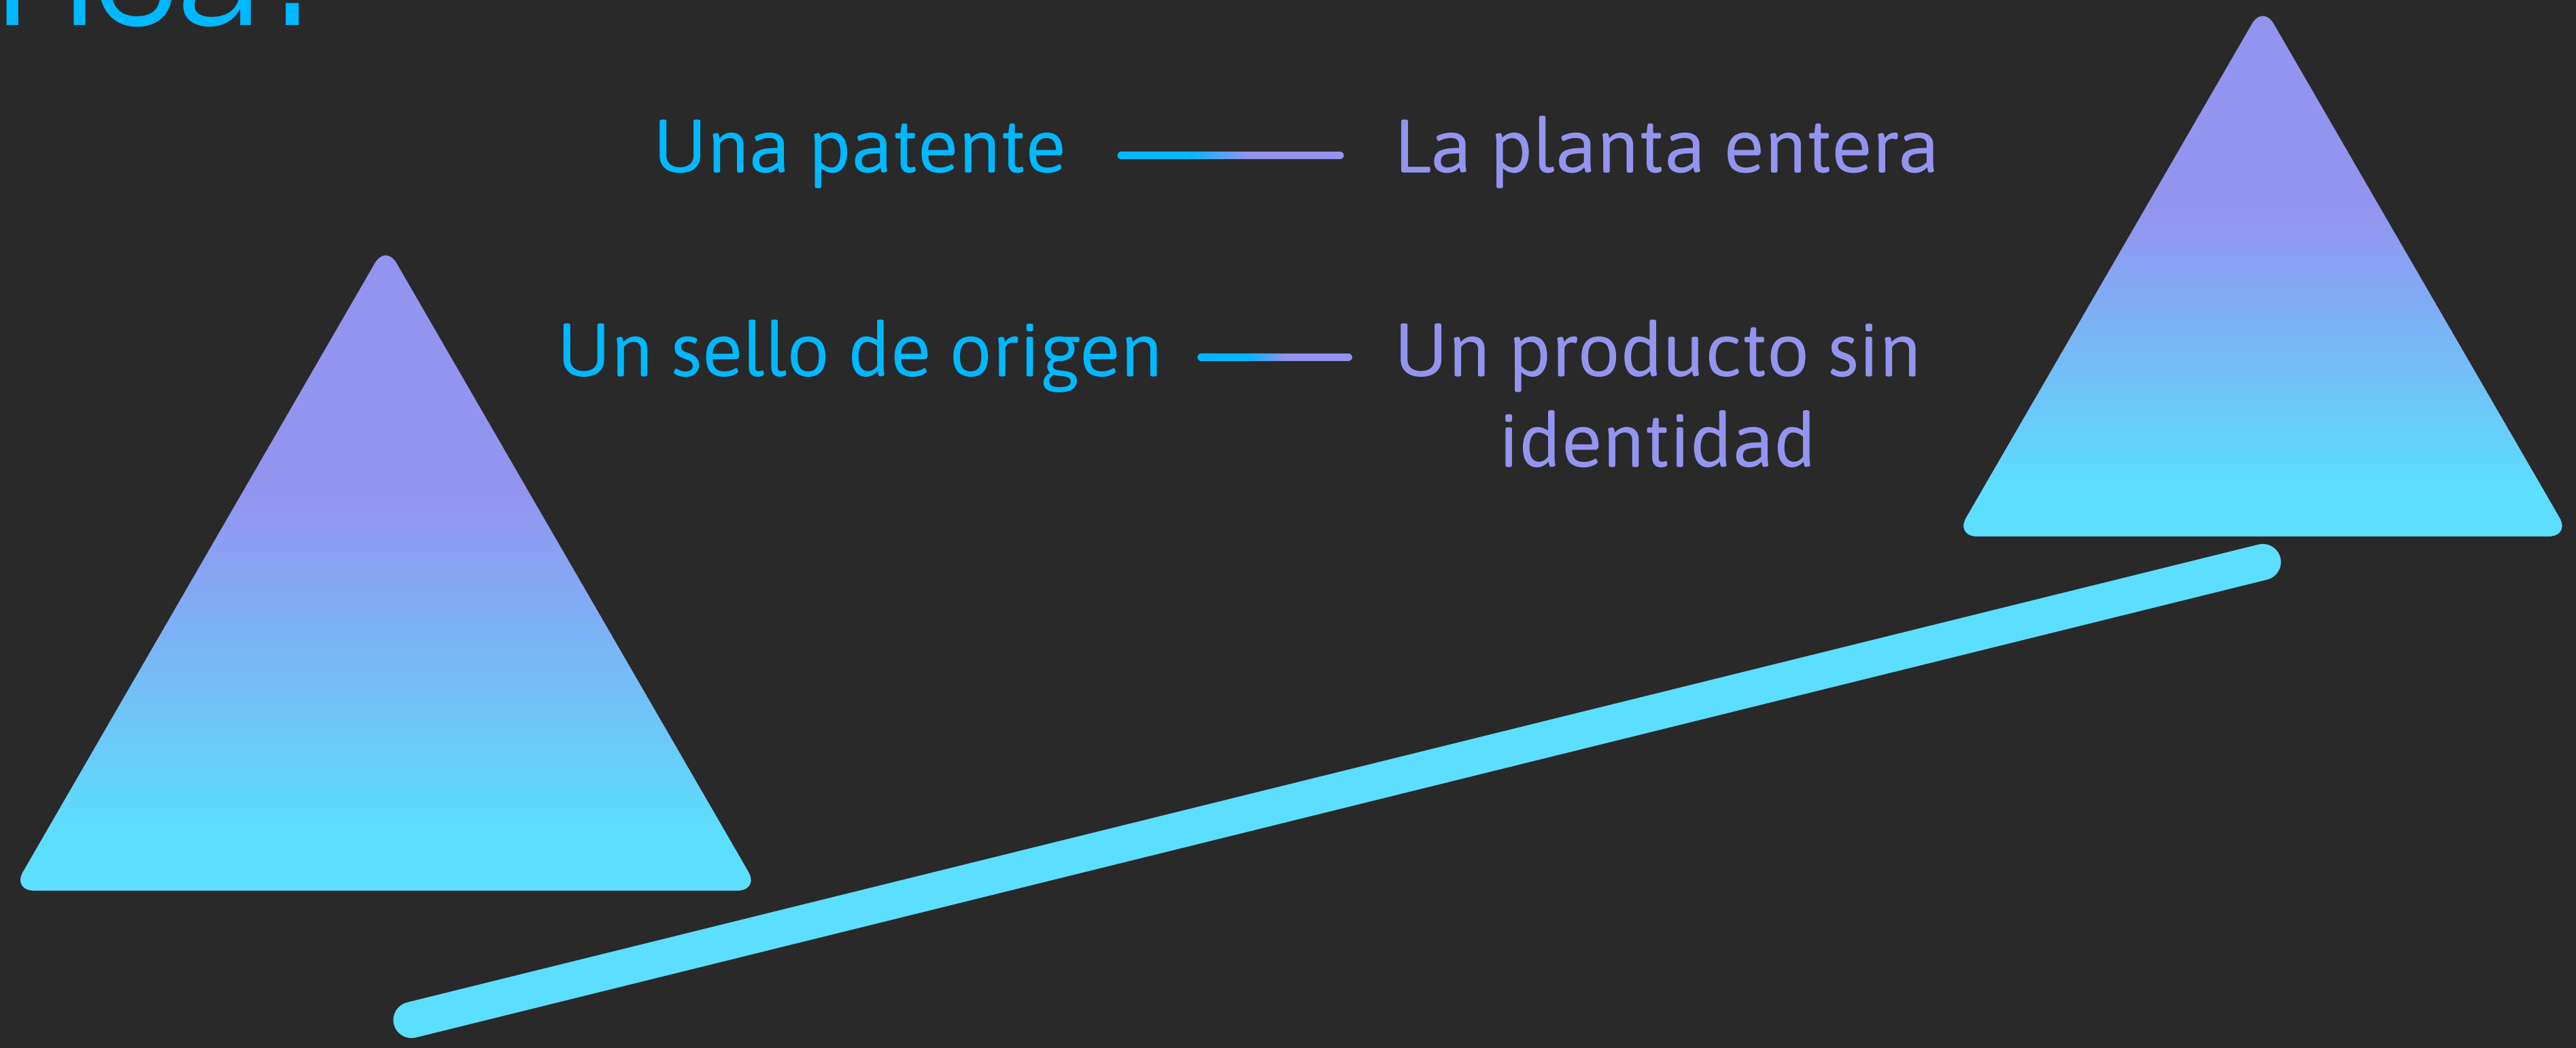 Una patente
La planta entera
Un sello de origen
Un producto sin
identidad